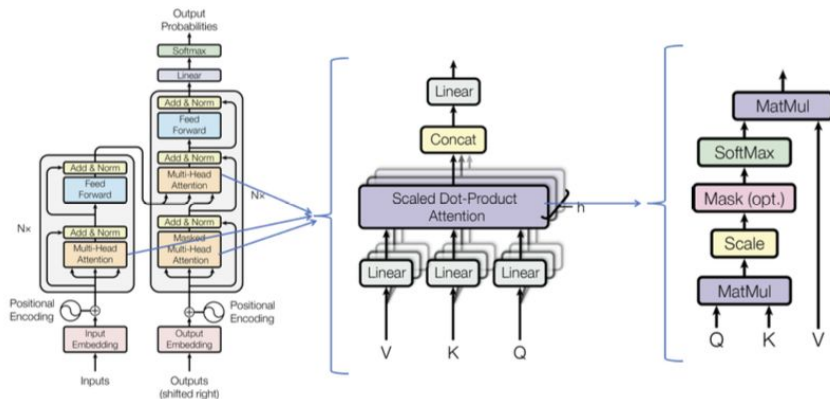 Output
Probabilities
Softmax
Linear
Add & Norm
Feed
Forward
Add & Norm
Multi-Head
Attention
Nx
Add & Norm
Masked
Multi-Head
Attention
Add & Norm
Feed
Forward
Nx
Add & Norm
Multi-Head
Attention
Positional
Encoding
Positional
Encoding
Input
Embedding
Output
Embedding
Inputs
Outputs
(shifted right)
Linear
Concat
Scaled Dot-Product
Attention
h
Linear
Linear
Linear
V
K
Q
MatMul
SoftMax
Mask (opt.)
Scale
MatMul
Q
K
V